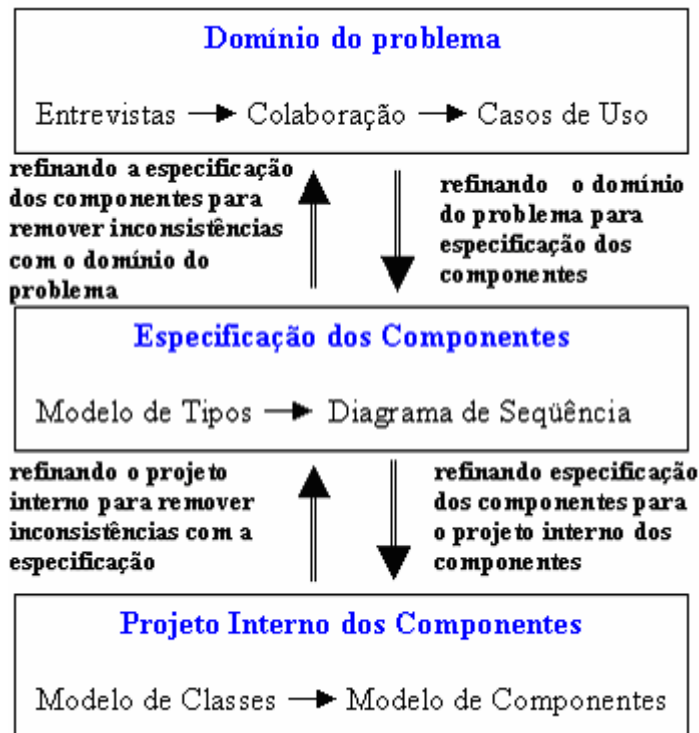 Domínio do problema
Entrevistas → Colaboração → Casos de Uso
refinando a especificação
dos componentes para
remover inconsistências
com o domínio do
problema
refinando o domínio
do problema para
especificação dos
componentes
Especificação dos Componentes
Modelo de Tipos → Diagrama de Seqüência
refinando o projeto
interno para remover
inconsistências com a
especificação
refinando especificação
dos componentes para
o projeto interno dos
componentes
Projeto Interno dos Componentes
Modelo de Classes → Modelo de Componentes